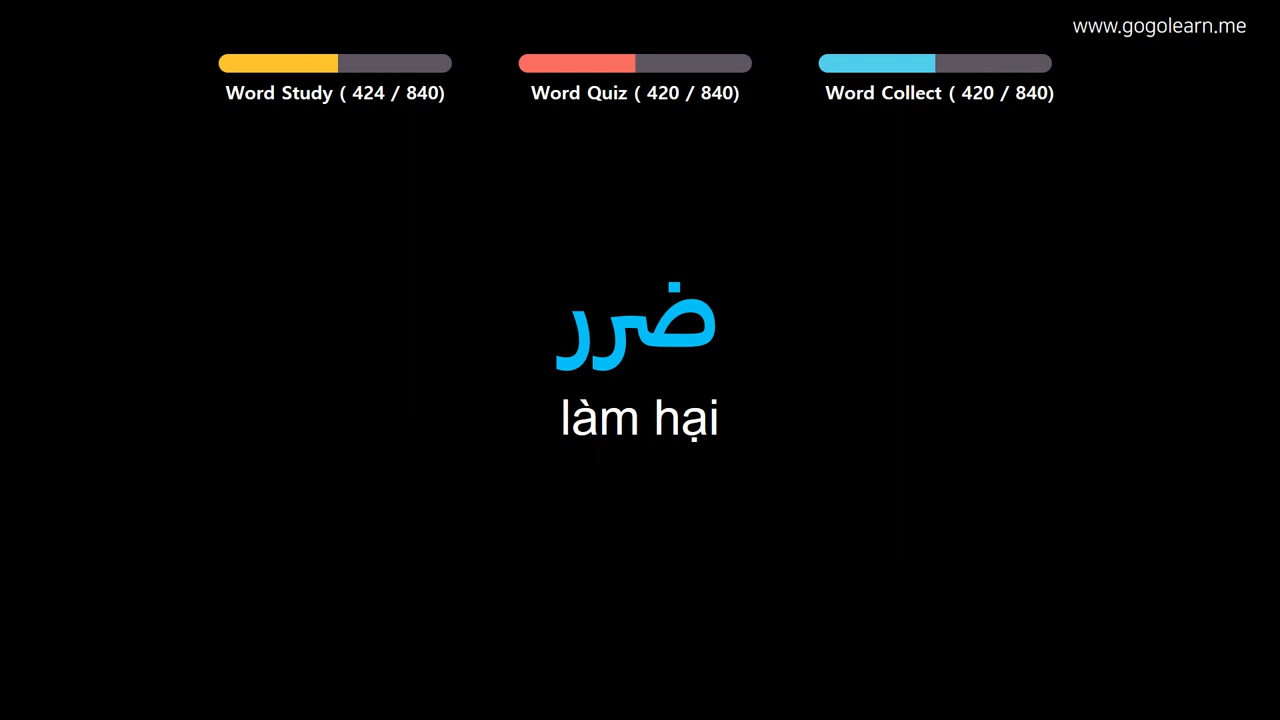 www.gogolearn.me
Word Study ( 424 / 840)
Word Quiz ( 420 / 840)
Word Collect ( 420 / 840)
ضرر
làm hại